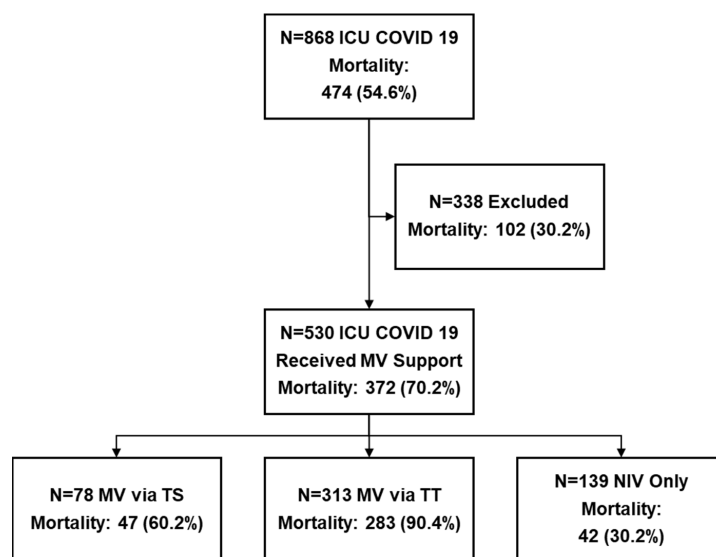 N=868 ICU COVID 19
Mortality:
474 (54.6%)
N=338 Excluded
Mortality: 102 (30.2%)
N=530 ICU COVID 19
Received MV Support
Mortality: 372 (70.2%)
N=78 MV via TS
Mortality: 47 (60.2%)
N=313 MV via TT
Mortality: 283 (90.4%)
N=139 NIV Only
Mortality:
42 (30.2%)